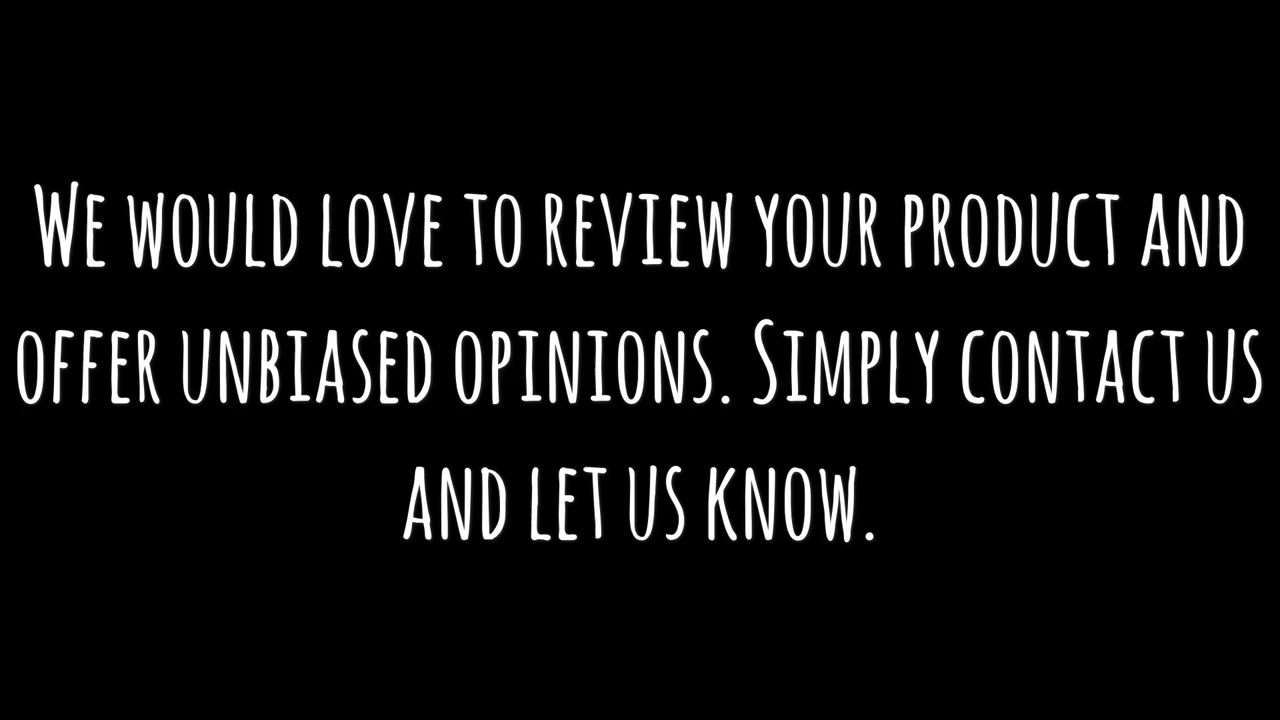 We would love to review your product and
offer unbiased opinions. Simply contact us
and let us know.